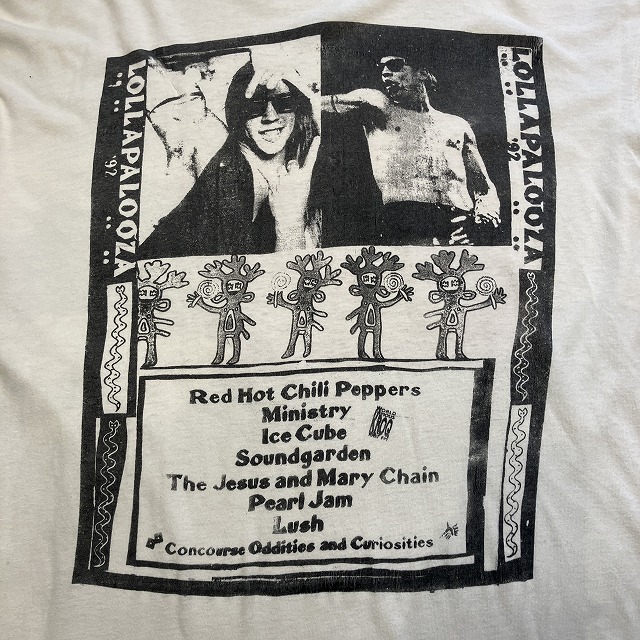 LOLLAPALOOZA '92
LOLLAPALOOZA '92
Red Hot Chili Peppers
Ministry
Ice Cube
Soundgarden
The Jesus and Mary Chain
Pearl Jam
Lush
Concourse Oddities and Curiosities